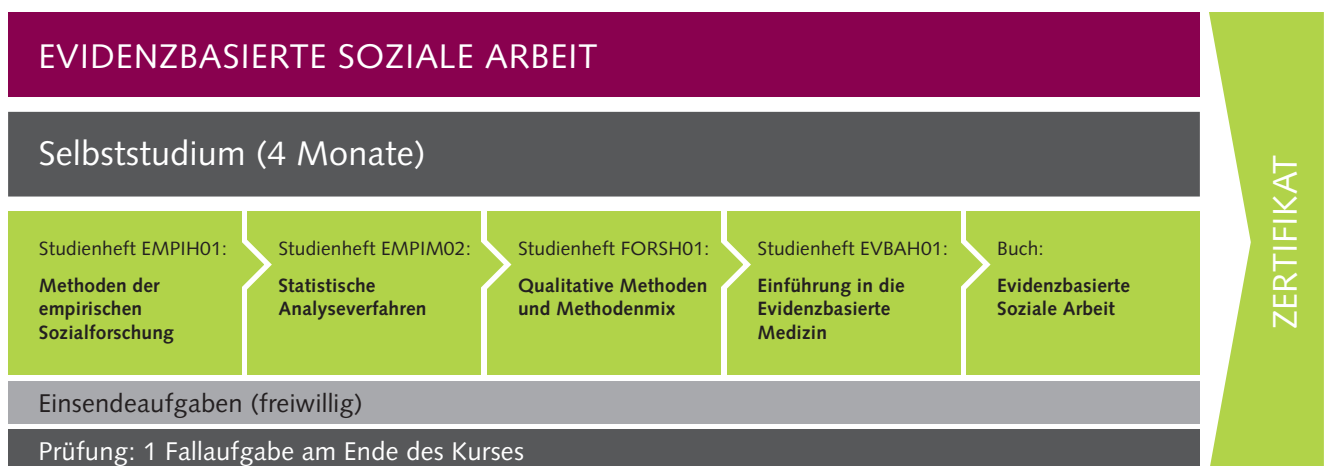 EVIDENZBASIERTE SOZIALE ARBEIT
Selbststudium (4 Monate)
Studienheft EMPIH01:
Methoden der
empirischen
Sozialforschung
Studienheft EMPIM02:
Statistische
Analyseverfahren
Studienheft FORSH01:
Qualitative Methoden
und Methodenmix
Studienheft EVBAH01:
Einführung in die
Evidenzbasierte
Medizin
Buch:
Evidenzbasierte
Soziale Arbeit
Einsendeaufgaben (freiwillig)
Prüfung: 1 Fallaufgabe am Ende des Kurses
ZERTIFIKAT